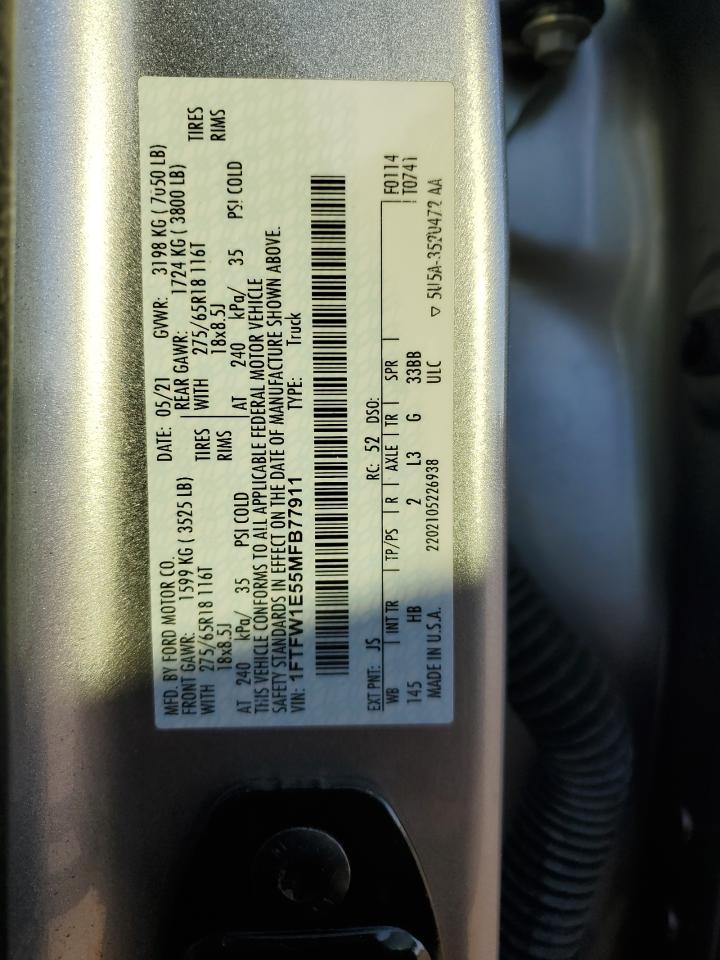 MFD. BY FORD MOTOR CO.
DATE: 05/21 GVWR: 3198 KG ( 7050 LB)
FRONT GAWR: 1599 KG ( 3525 LB) REAR GAWR: 1724 KG ( 3800 LB)
WITH 275/65R18 116T TIRES WITH 275/65R18 116T TIRES
18x8.5J RIMS 18x8.5J RIMS
AT 240 kPa/ 35 PSI COLD AT 240 kPa/ 35 PSI COLD
THIS VEHICLE CONFORMS TO ALL APPLICABLE FEDERAL MOTOR VEHICLE
SAFETY STANDARDS IN EFFECT ON THE DATE OF MANUFACTURE SHOWN ABOVE.
VIN: 1FTFW1E55MFB77911 TYPE: Truck
EXT PNT: JS RC: 52 DSO: F0114
WB INT TR TP/PS R AXLE TR SPR T0741
145 HB 2 L3 G 33BB
MADE IN U.S.A. 2202105226938 ULC ▽ 5U5A-3520472 AA